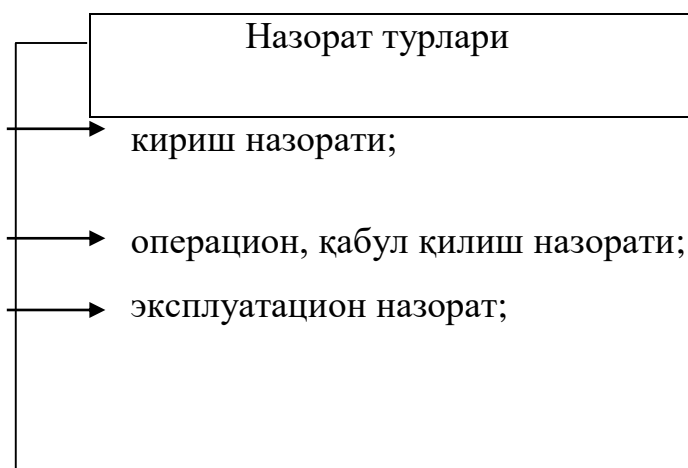 Назорат турлари
кириш назорати;
операцион, қабул қилиш назорати;
эксплуатацион назорат;